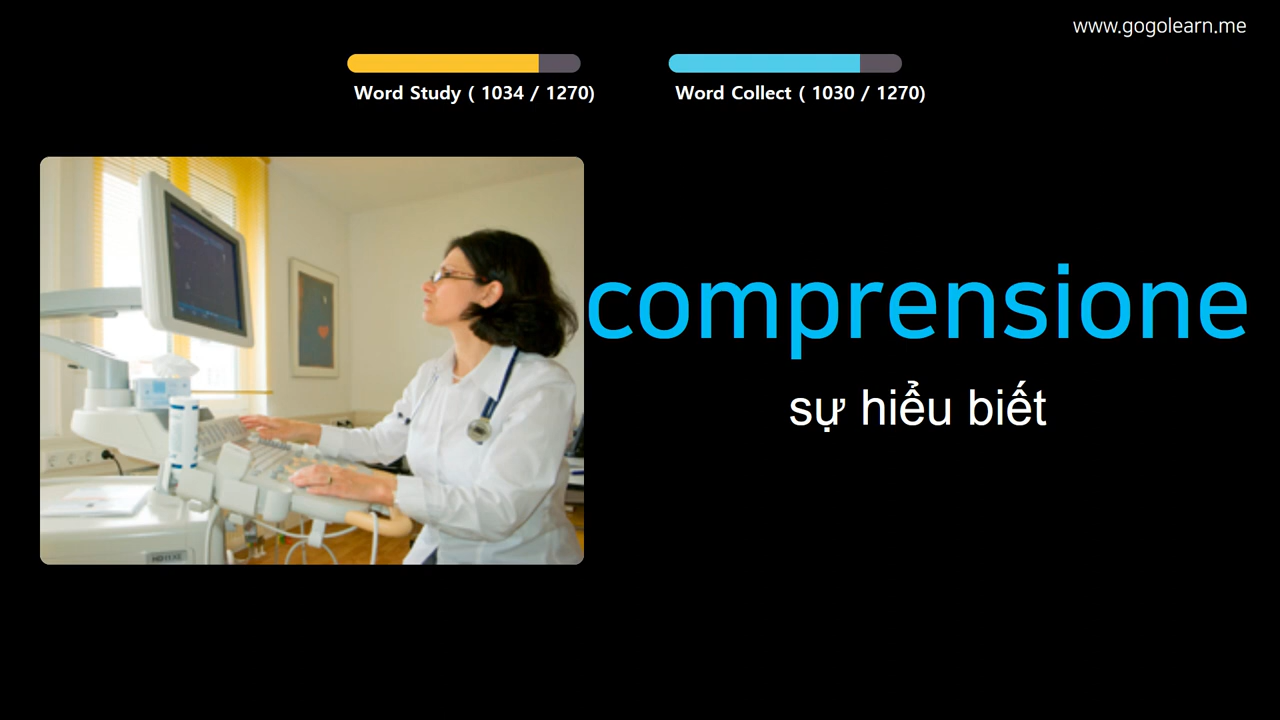 www.gogolearn.me
Word Study ( 1034 / 1270)
Word Collect ( 1030 / 1270)
comprensione
sự hiểu biết